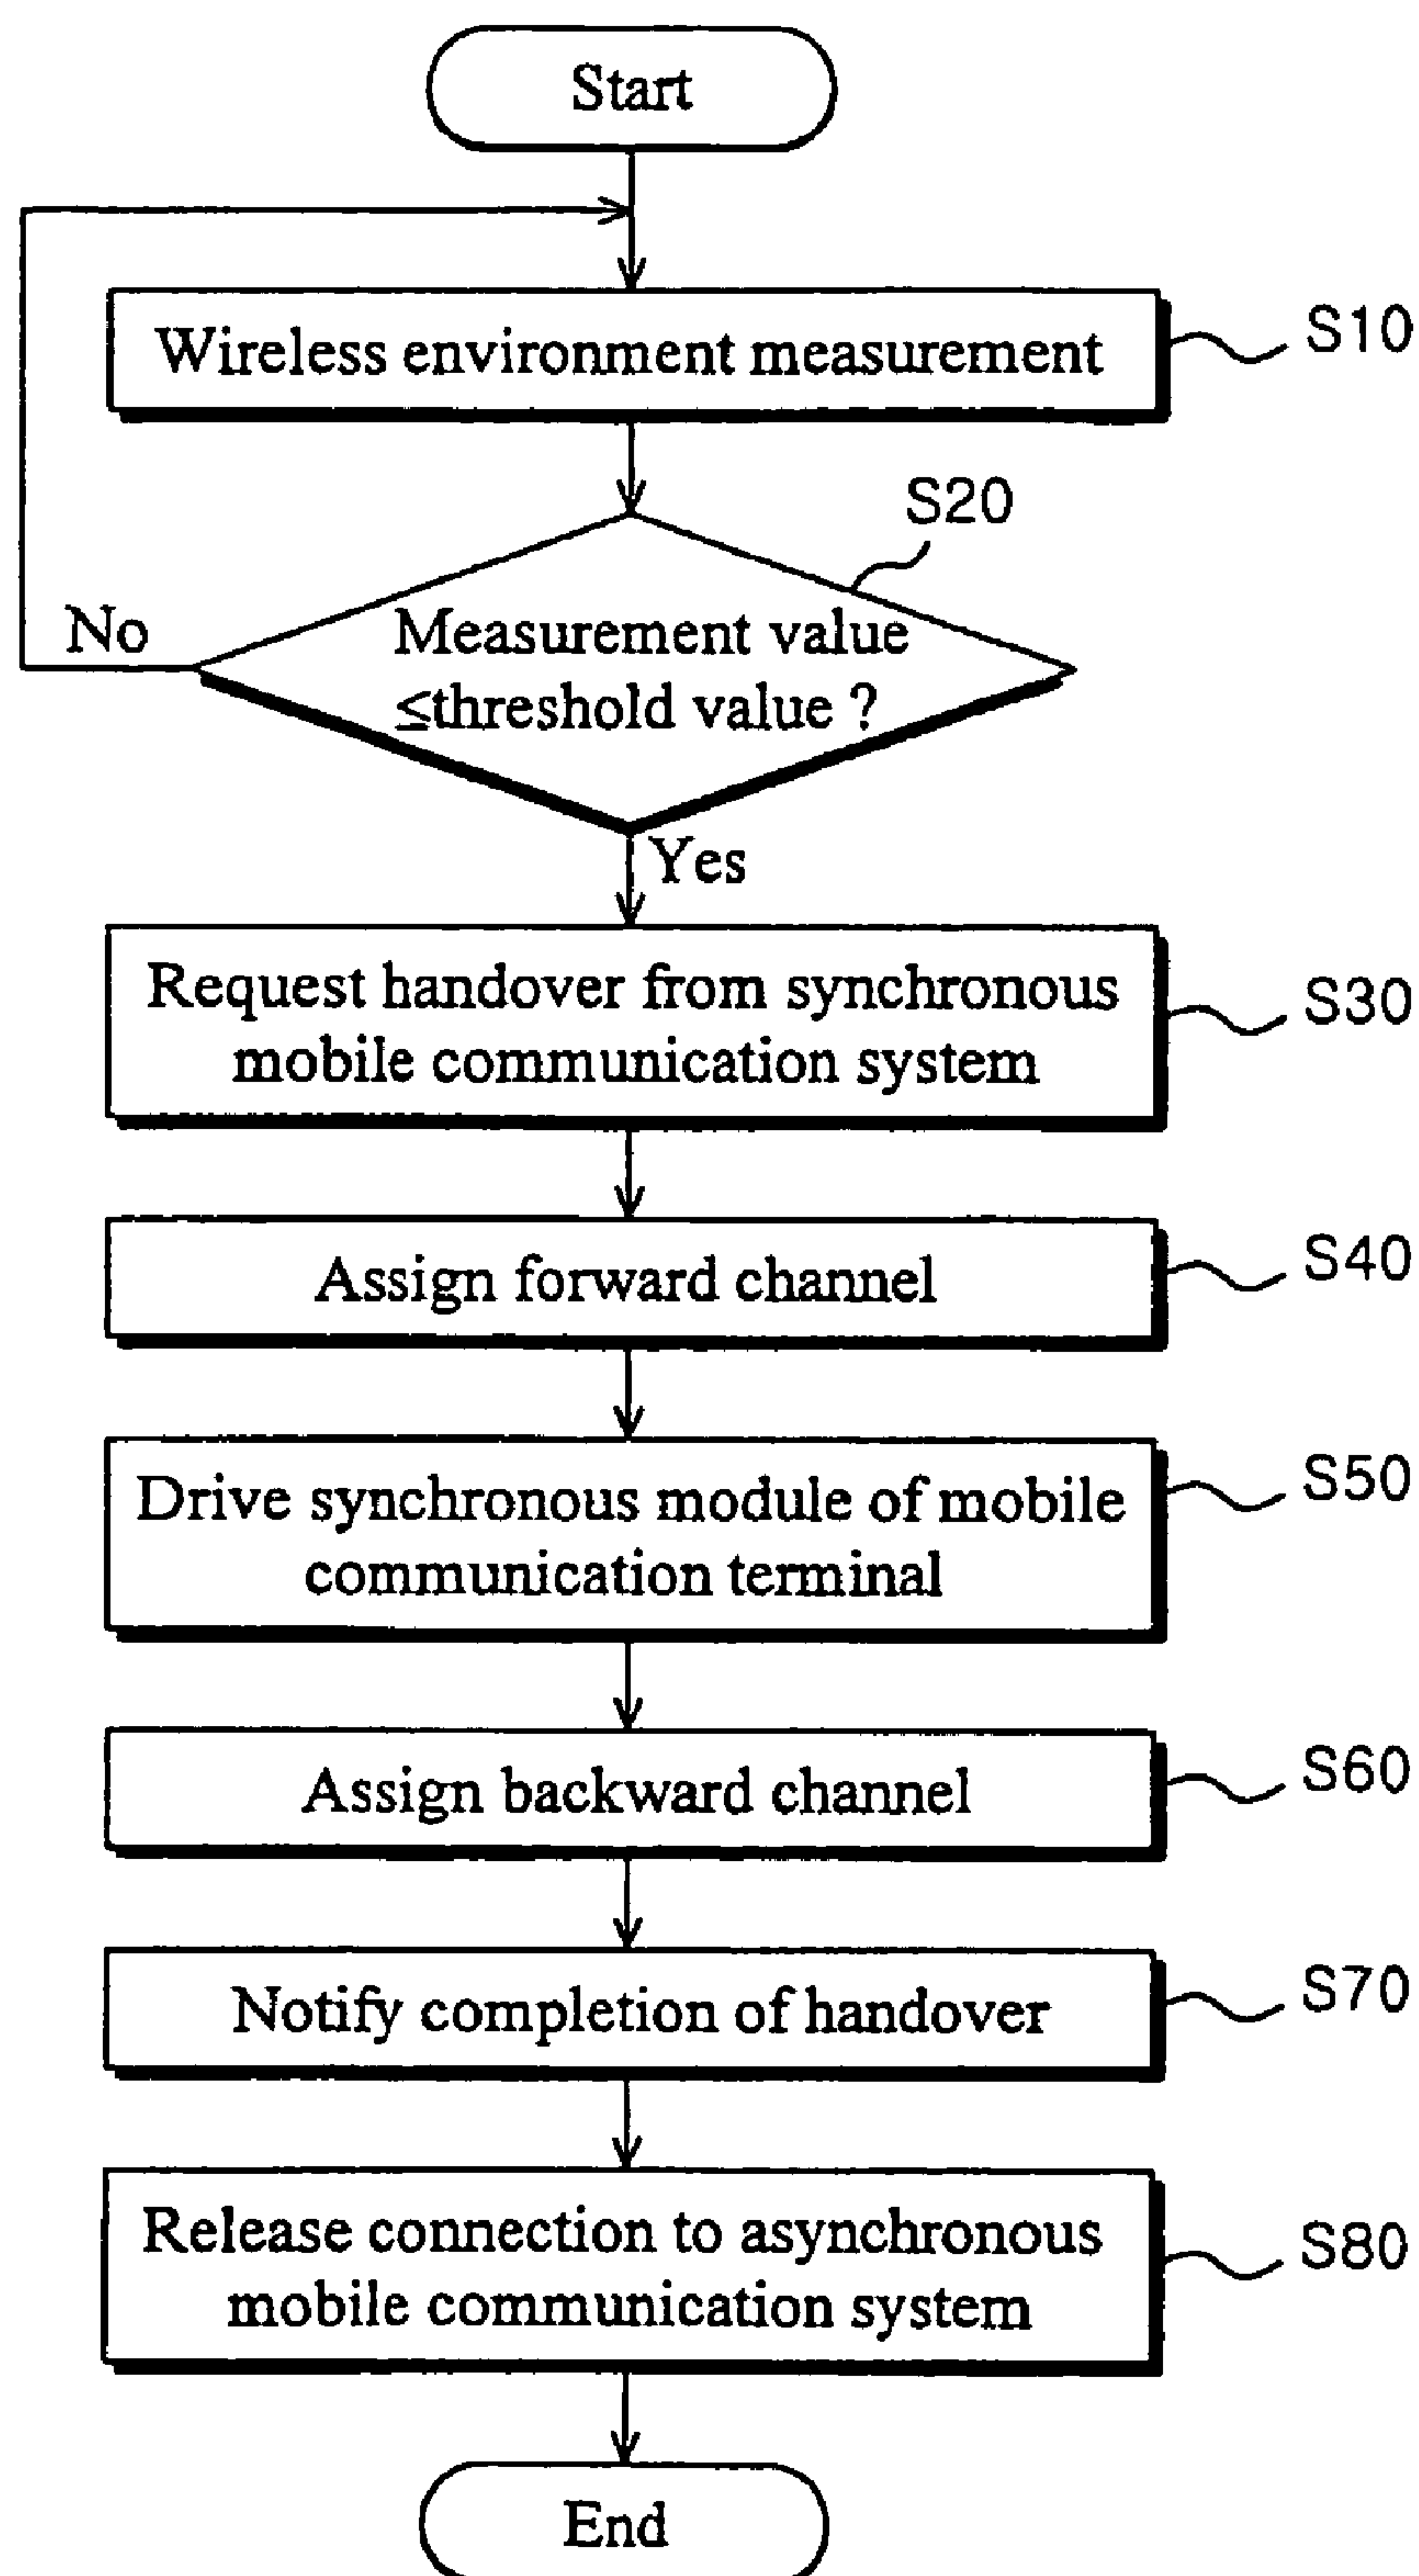 Start
Wireless environment measurement
S10
S20
No
Measurement value
≤threshold value ?
Yes
Request handover from synchronous
mobile communication system
S30
Assign forward channel
S40
Drive synchronous module of mobile
communication terminal
S50
Assign backward channel
S60
Notify completion of handover
S70
Release connection to asynchronous
mobile communication system
S80
End